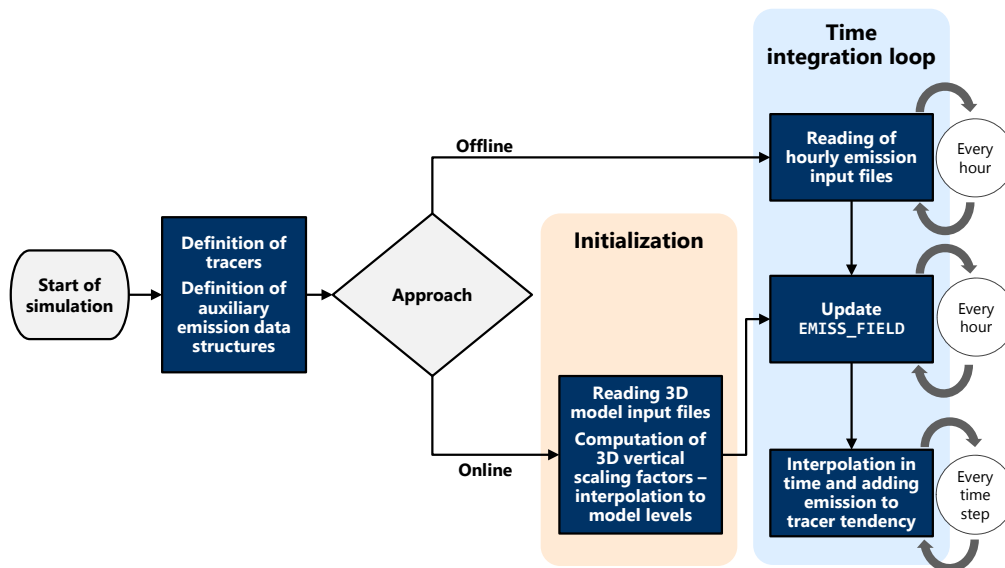 Time
integration loop
Offline
Reading of
hourly emission
input files
Every
hour
Initialization
Start of
simulation
Definition of
tracers
Definition of
auxiliary
emission data
structures
Approach
Update
EMISS_FIELD
Every
hour
Online
Reading 3D
model input files
Computation of
3D vertical
scaling factors –
interpolation to
model levels
Interpolation in
time and adding
emission to
tracer tendency
Every
time
step